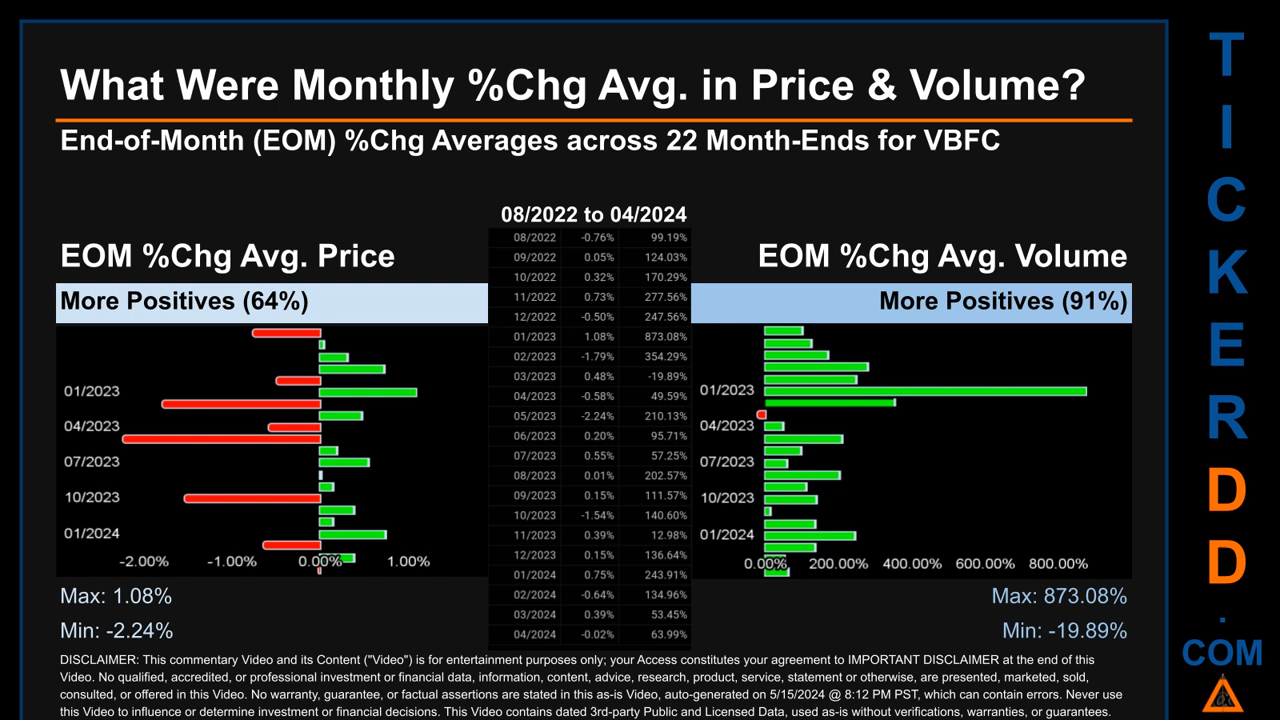 What Were Monthly %Chg Avg. in Price & Volume?
End-of-Month (EOM) %Chg Averages across 22 Month-Ends for VBFC
08/2022 to 04/2024
EOM %Chg Avg. Price
EOM %Chg Avg. Volume
More Positives (64%)
More Positives (91%)
08/2022 -0.76% 99.19%
09/2022 0.05% 124.03%
10/2022 0.32% 170.29%
11/2022 0.73% 277.56%
12/2022 -0.50% 247.56%
01/2023 1.08% 873.08%
02/2023 -1.79% 354.29%
03/2023 0.48% -19.89%
04/2023 -0.58% 49.59%
05/2023 -2.24% 210.13%
06/2023 0.20% 95.71%
07/2023 0.55% 57.25%
08/2023 0.01% 202.57%
09/2023 0.15% 111.57%
10/2023 -1.54% 140.60%
11/2023 0.39% 12.98%
12/2023 0.15% 136.64%
01/2024 0.75% 243.91%
02/2024 -0.64% 134.96%
03/2024 0.39% 53.45%
04/2024 -0.02% 63.99%
01/2023
04/2023
07/2023
10/2023
01/2024
-2.00% -1.00% 0.00% 1.00%
01/2023
04/2023
07/2023
10/2023
01/2024
0.00% 200.00% 400.00% 600.00% 800.00%
Max: 1.08%
Min: -2.24%
Max: 873.08%
Min: -19.89%
DISCLAIMER: This commentary Video and its Content ("Video") is for entertainment purposes only; your Access constitutes your agreement to IMPORTANT DISCLAIMER at the end of this
Video. No qualified, accredited, or professional investment or financial data, information, content, advice, research, product, service, statement or otherwise, are presented, marketed, sold,
consulted, or offered in this Video. No warranty, guarantee, or factual assertions are stated in this as-is Video, auto-generated on 5/15/2024 @ 8:12 PM PST, which can contain errors. Never use
this Video to influence or determine investment or financial decisions. This Video contains dated 3rd-party Public and Licensed Data, used as-is without verifications, warranties, or guarantees.
T
I
C
K
E
R
D
D
.
COM